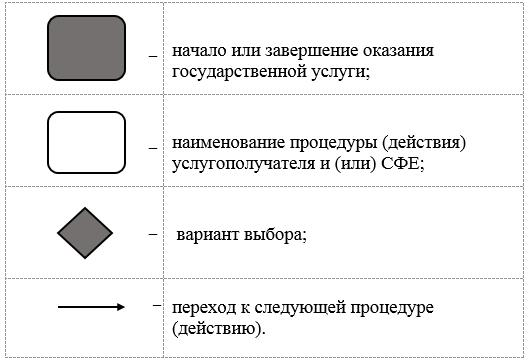 – начало или завершение оказания
государственной услуги;
– наименование процедуры (действия)
услугополучателя и (или) СФЕ;
– вариант выбора;
– переход к следующей процедуре
(действию).